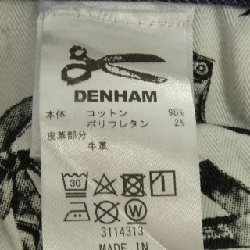 DENHAM
本体 コットン 98%
ポリウレタン 2%
皮革部分
牛革
30
W
3114313
MADE IN